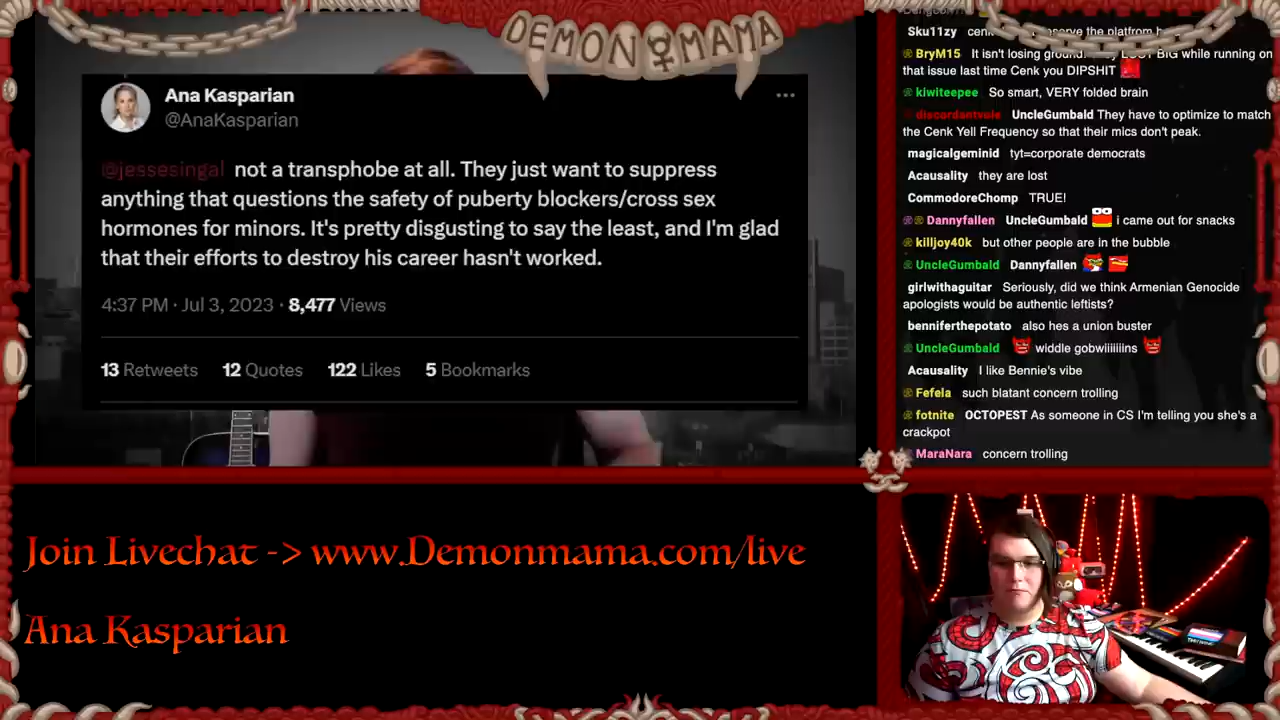 DEMON MAMA
Ana Kasparian
@AnaKasparian
@jessesingal not a transphobe at all. They just want to suppress
anything that questions the safety of puberty blockers/cross sex
hormones for minors. It's pretty disgusting to say the least, and I'm glad
that their efforts to destroy his career hasn't worked.
4:37 PM · Jul 3, 2023 · 8,477 Views
13 Retweets 12 Quotes 122 Likes 5 Bookmarks
Sku11zy cenk
the platfrom
BryM15 It isn't losing ground. BIG while running on
that issue last time Cenk you DIPSHIT
kiwiteepee So smart, VERY folded brain
UncleGumbald They have to optimize to match
the Cenk Yell Frequency so that their mics don't peak.
magicalgeminid tyt=corporate democrats
Acausality they are lost
CommodoreChomp TRUE!
Dannyfallen UncleGumbald i came out for snacks
killjoy40k but other people are in the bubble
UncleGumbald Dannyfallen
girlwithaguitar Seriously, did we think Armenian Genocide
apologists would be authentic leftists?
benniferthepotato also hes a union buster
UncleGumbald widdle gobwiiiiiiins
Acausality I like Bennie's vibe
Fefela such blatant concern trolling
fotnite OCTOPEST As someone in CS I'm telling you she's a
crackpot
MaraNara concern trolling
Join Livechat -> www.Demonmama.com/live
Ana Kasparian